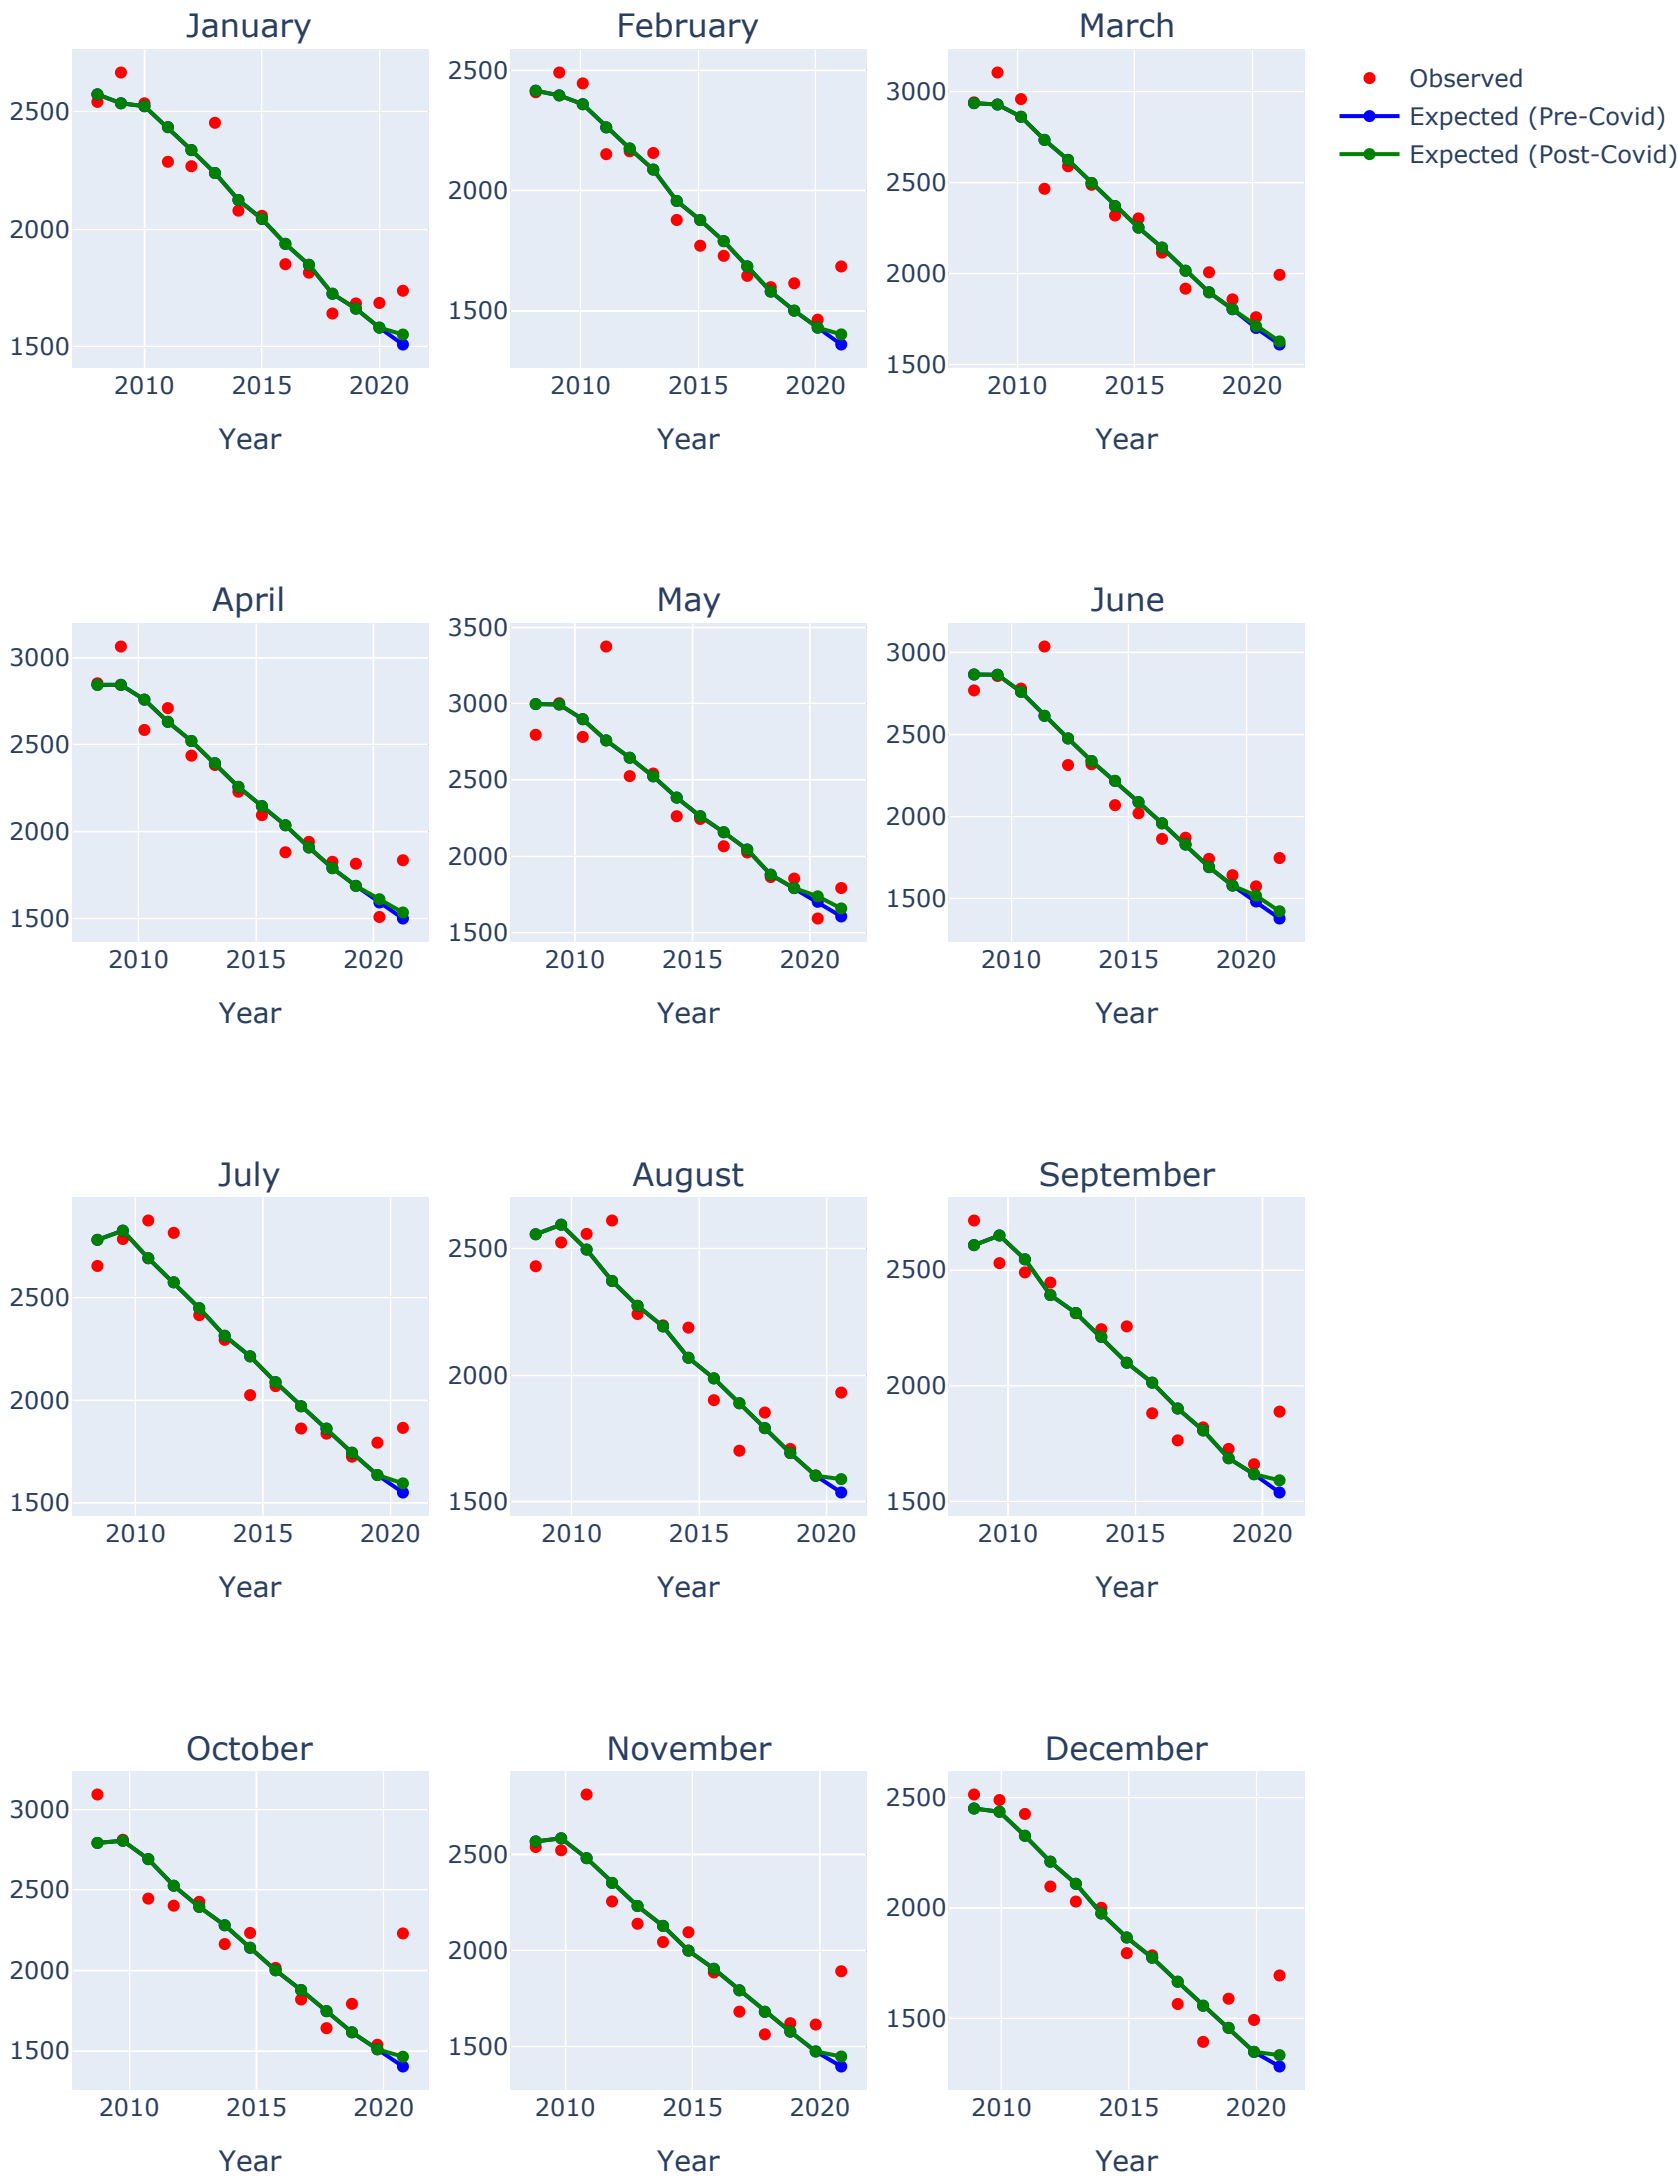 January
February
March
2500
2000
1500
2010
2015
2020
Year
2500
2000
1500
2010
2015
2020
Year
3000
2500
2000
1500
2010
2015
2020
Year
Observed
Expected (Pre-Covid)
Expected (Post-Covid)
April
May
June
3000
2500
2000
1500
2010
2015
2020
Year
3500
3000
2500
2000
1500
2010
2015
2020
Year
3000
2500
2000
1500
2010
2015
2020
Year
July
August
September
2500
2000
1500
2010
2015
2020
Year
2500
2000
1500
2010
2015
2020
Year
2500
2000
1500
2010
2015
2020
Year
October
November
December
3000
2500
2000
1500
2010
2015
2020
Year
2500
2000
1500
2010
2015
2020
Year
2500
2000
1500
2010
2015
2020
Year